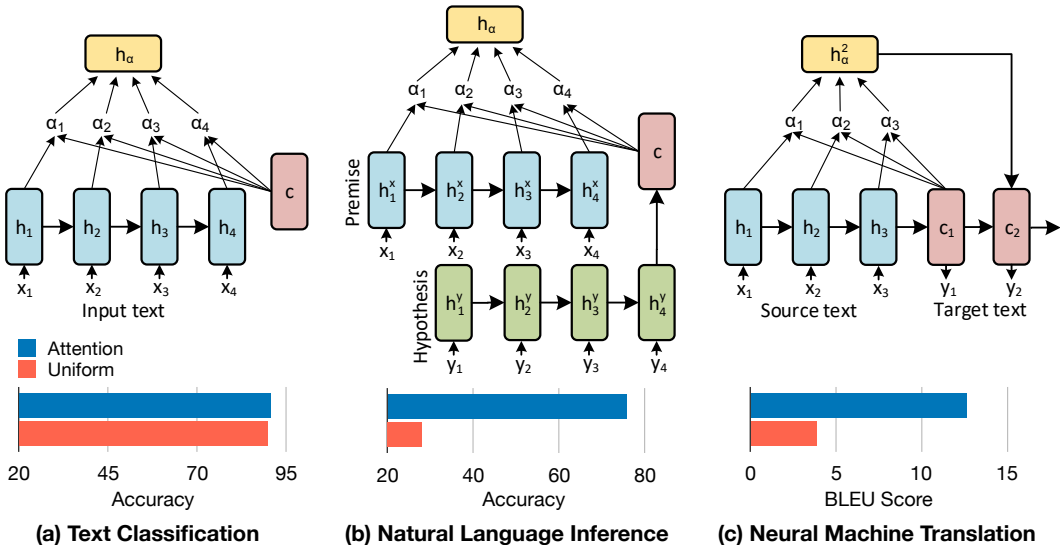 h_α
α₁ α₂ α₃ α₄
c
h₁ h₂ h₃ h₄
x₁ x₂ x₃ x₄
Input text
Attention
Uniform
20 45 70 95
Accuracy
(a) Text Classification
h_α
α₁ α₂ α₃ α₄
c
Premise
h₁ˣ h₂ˣ h₃ˣ h₄ˣ
x₁ x₂ x₃ x₄
Hypothesis
h₁ʸ h₂ʸ h₃ʸ h₄ʸ
y₁ y₂ y₃ y₄
20 40 60 80
Accuracy
(b) Natural Language Inference
h_α²
α₁ α₂ α₃
h₁ h₂ h₃ c₁ c₂
x₁ x₂ x₃ y₁ y₂
Source text Target text
0 5 10 15
BLEU Score
(c) Neural Machine Translation